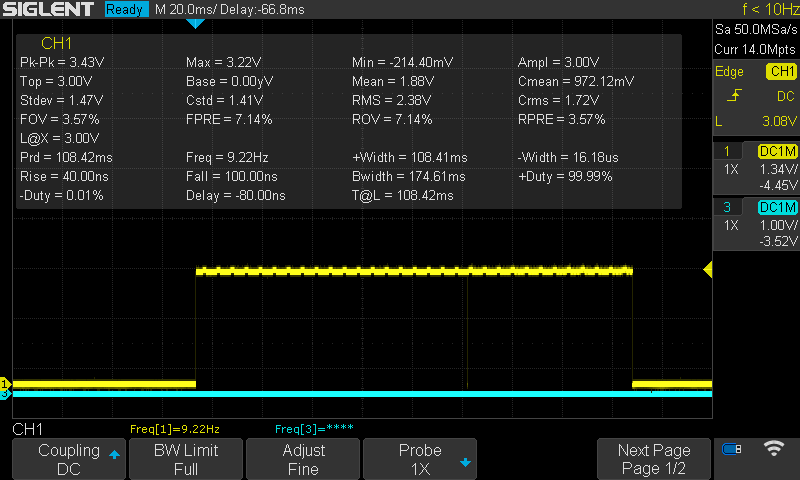 SIGLENT Ready M 20.0ms/ Delay:-66.8ms f < 10Hz
Sa 50.0MSa/s
Curr 14.0Mpts
CH1
Pk-Pk = 3.43V Max = 3.22V Min = -214.40mV Ampl = 3.00V
Top = 3.00V Base = 0.00yV Mean = 1.88V Cmean = 972.12mV
Stdev = 1.47V Cstd = 1.41V RMS = 2.38V Crms = 1.72V
FOV = 3.57% FPRE = 7.14% ROV = 7.14% RPRE = 3.57%
L@X = 3.00V
Prd = 108.42ms Freq = 9.22Hz +Width = 108.41ms -Width = 16.18us
Rise = 40.00ns Fall = 100.00ns Bwidth = 174.61ms +Duty = 99.99%
-Duty = 0.01% Delay = -80.00ns T@L = 108.42ms
Edge CH1
DC
L 3.08V
1 DC1M
1X 1.34V/
-4.45V
3 DC1M
1X 1.00V/
-3.52V
1
3
CH1 Freq[1]=9.22Hz Freq[3]=****
Coupling BW Limit Adjust Probe Next Page
DC Full Fine 1X Page 1/2